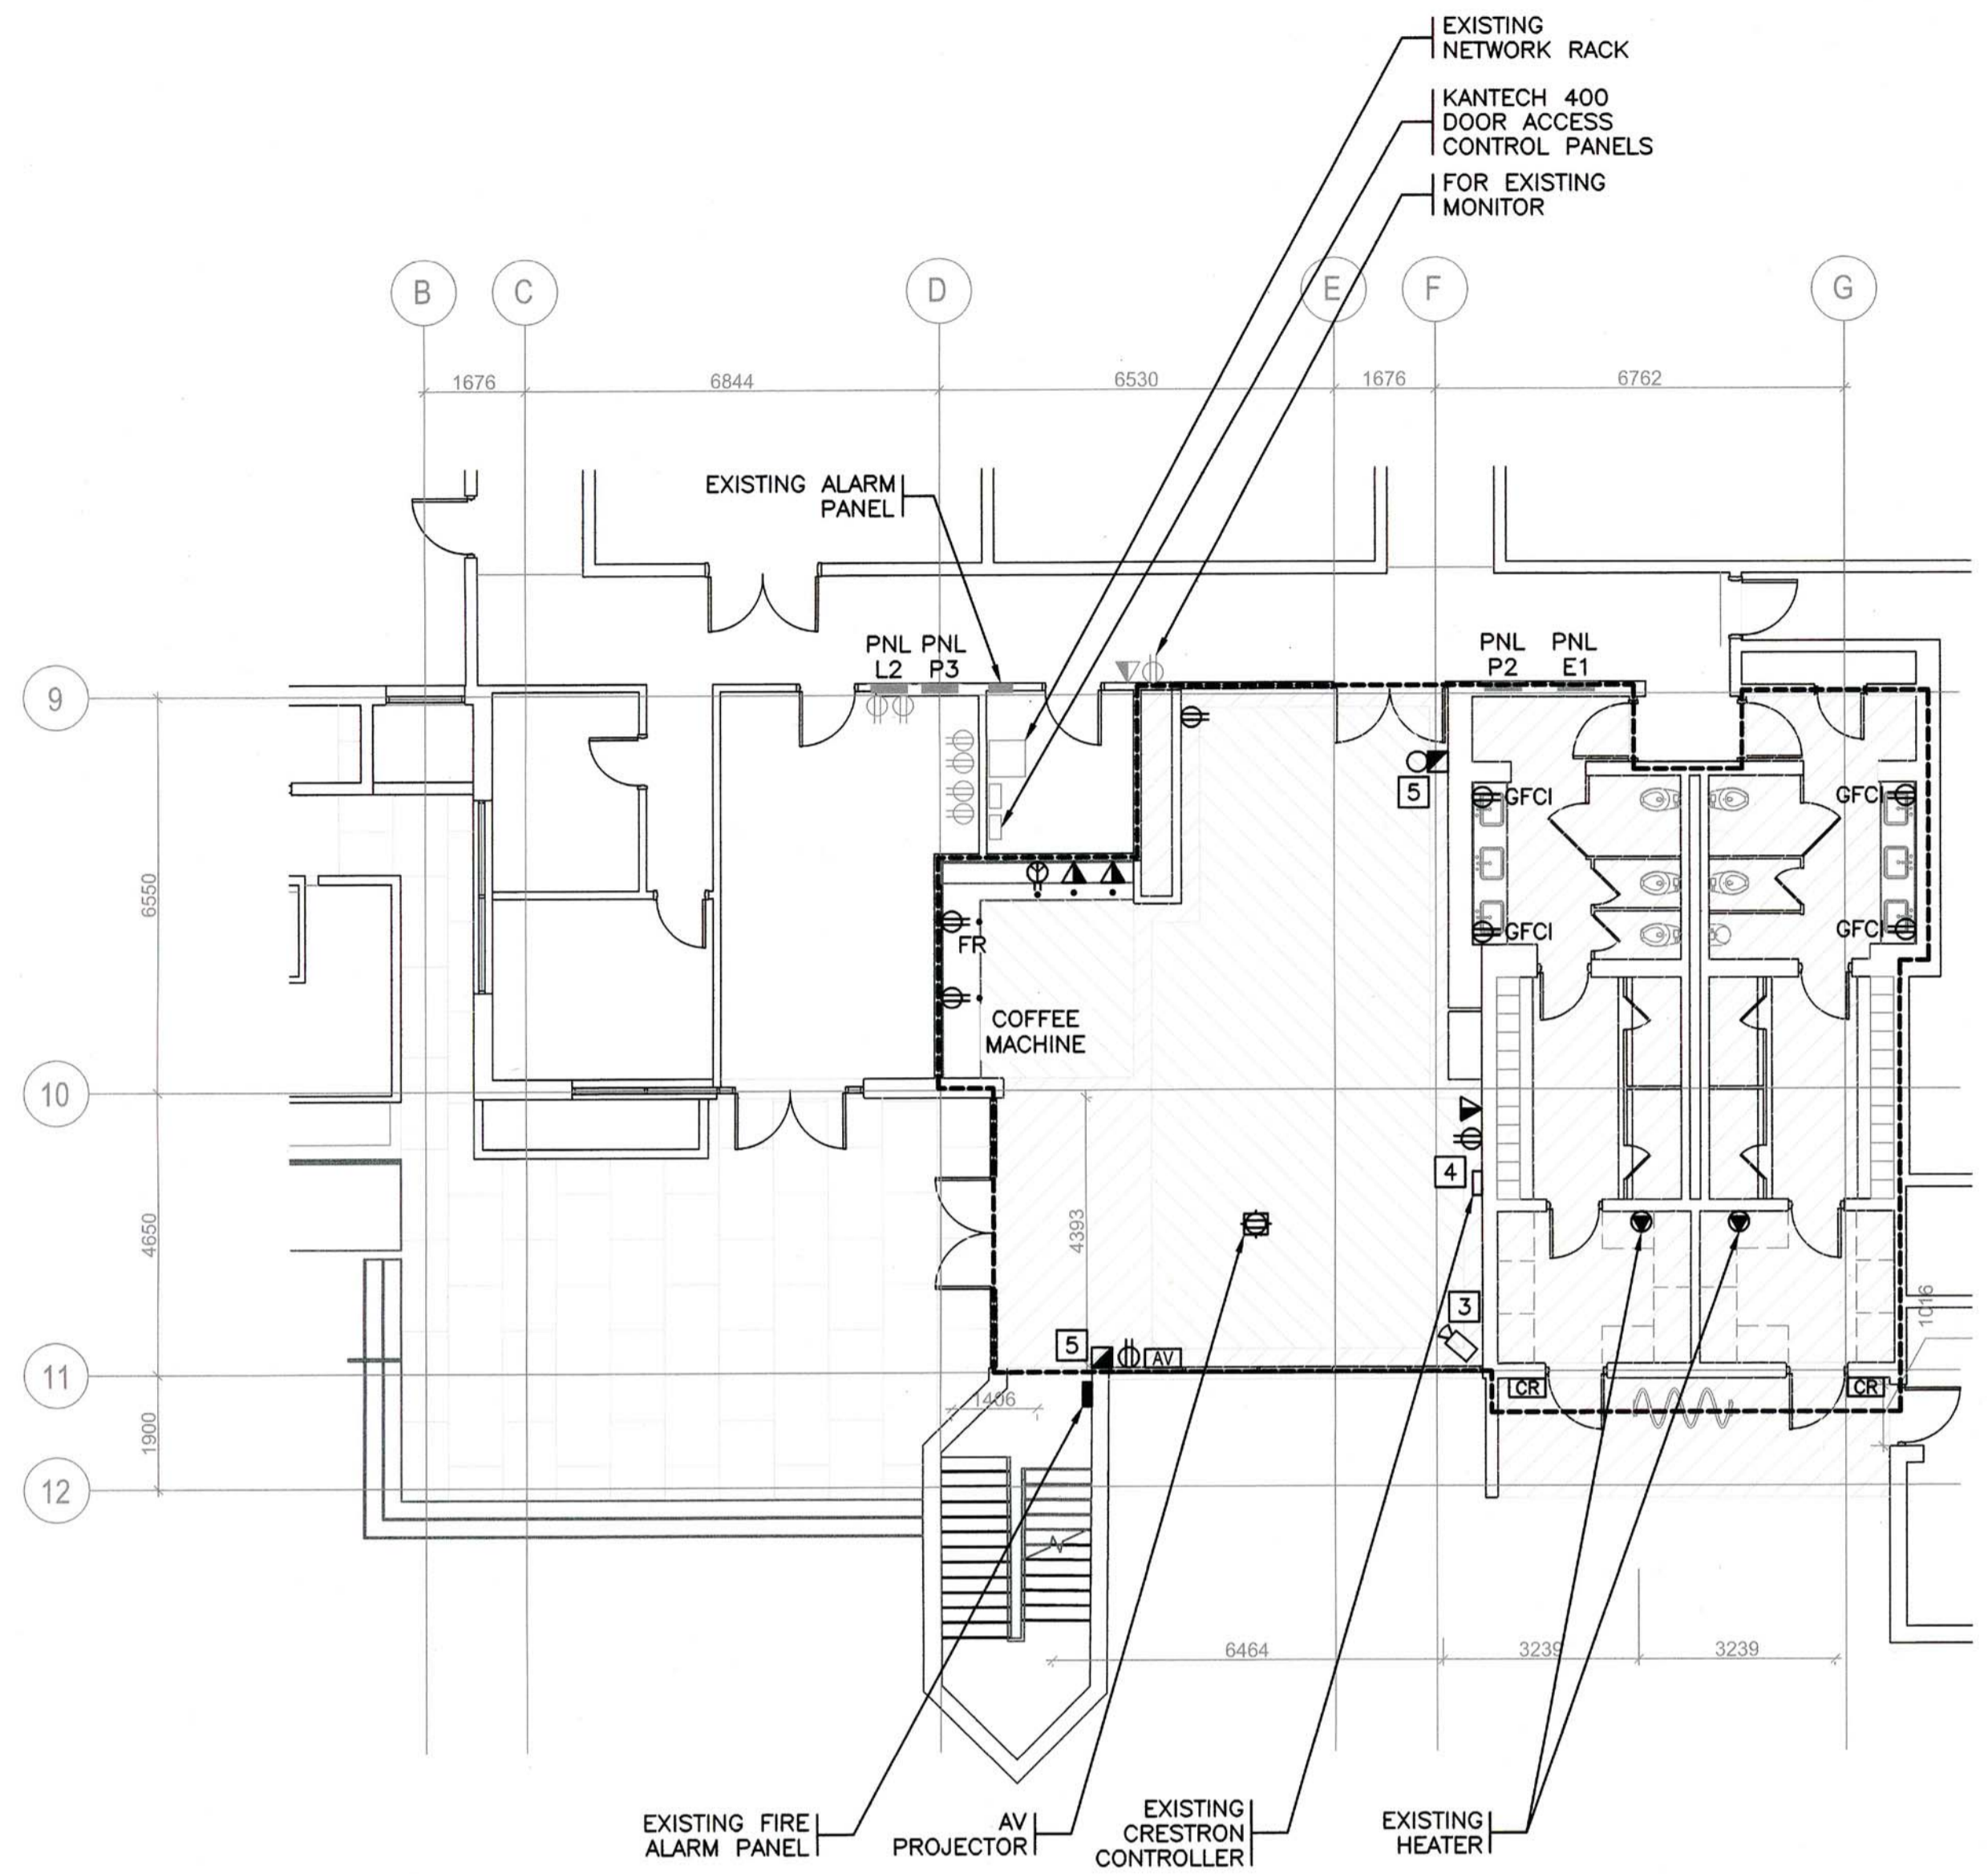 EXISTING
NETWORK RACK
KANTECH 400
DOOR ACCESS
CONTROL PANELS
FOR EXISTING
MONITOR
B
C
D
E
F
G
1676
6844
6530
1676
6762
EXISTING ALARM
PANEL
PNL PNL
L2 P3
PNL PNL
P2 E1
9
5
GFCI
GFCI
6550
GFCI
GFCI
FR
COFFEE
MACHINE
10
4
4650
4393
3
1016
5
AV
11
CR
CR
1406
1900
12
6464
3239
3239
EXISTING FIRE
ALARM PANEL
AV
PROJECTOR
EXISTING
CRESTRON
CONTROLLER
EXISTING
HEATER